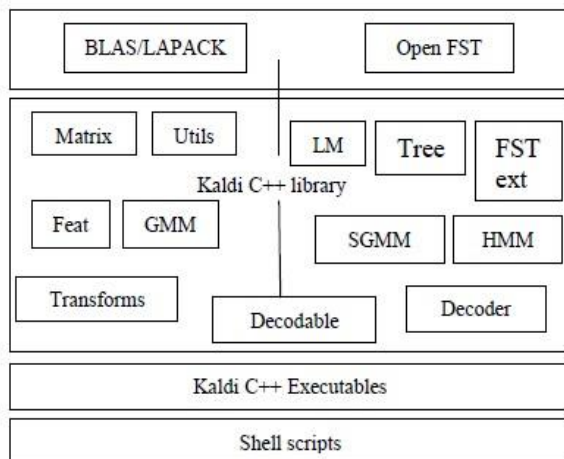 BLAS/LAPACK
Open FST
Matrix
Utils
LM
Tree
FST
ext
Kaldi C++ library
Feat
GMM
SGMM
HMM
Transforms
Decodable
Decoder
Kaldi C++ Executables
Shell scripts